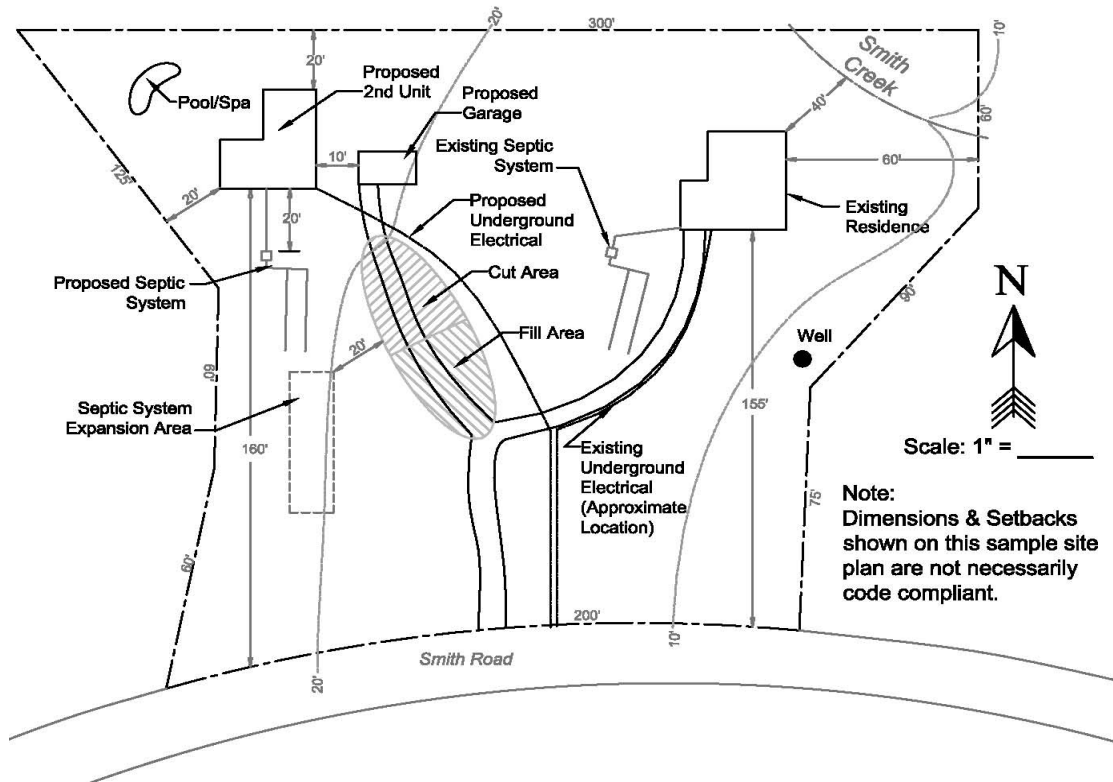 300'
20'
10'
Smith
Creek
20'
Proposed
2nd Unit
Pool/Spa
Proposed
Garage
Existing Septic
System
40'
60'
10'
60'
125'
20'
20'
Proposed
Underground
Electrical
Existing
Residence
Proposed Septic
System
Cut Area
Fill Area
90'
N
Well
20'
60'
Septic System
Expansion Area
160'
155'
Scale: 1" = ______
Existing
Underground
Electrical
(Approximate
Location)
75'
Note:
Dimensions & Setbacks
shown on this sample site
plan are not necessarily
code compliant.
60'
200'
10'
Smith Road
20'